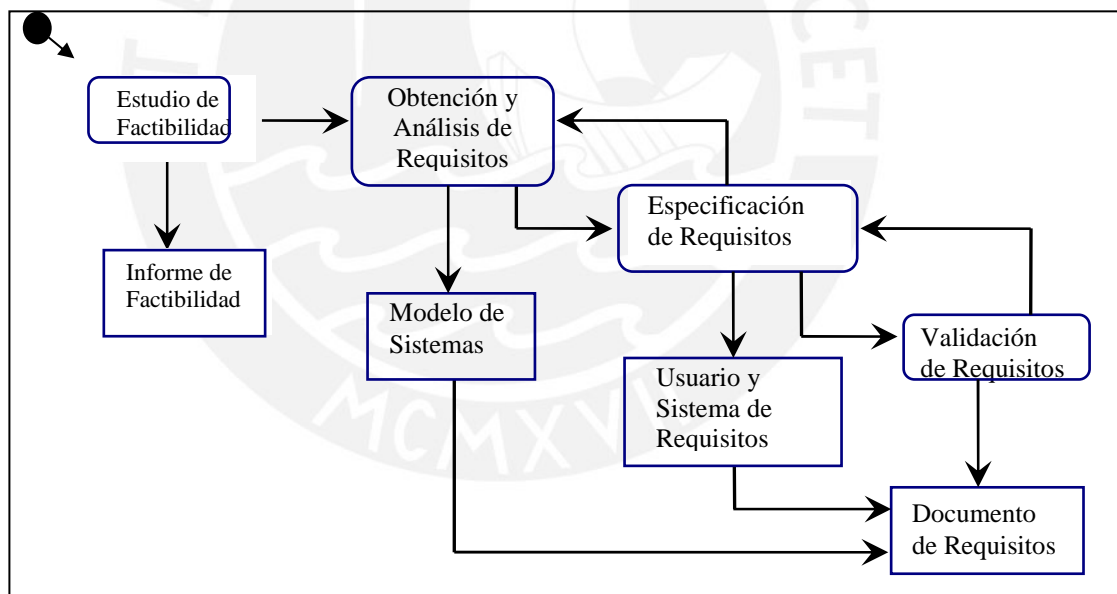 Estudio de
Factibilidad
Obtención y
Análisis de
Requisitos
Especificación
de Requisitos
Informe de
Factibilidad
Modelo de
Sistemas
Validación
de Requisitos
Usuario y
Sistema de
Requisitos
Documento
de Requisitos
MCMXVII